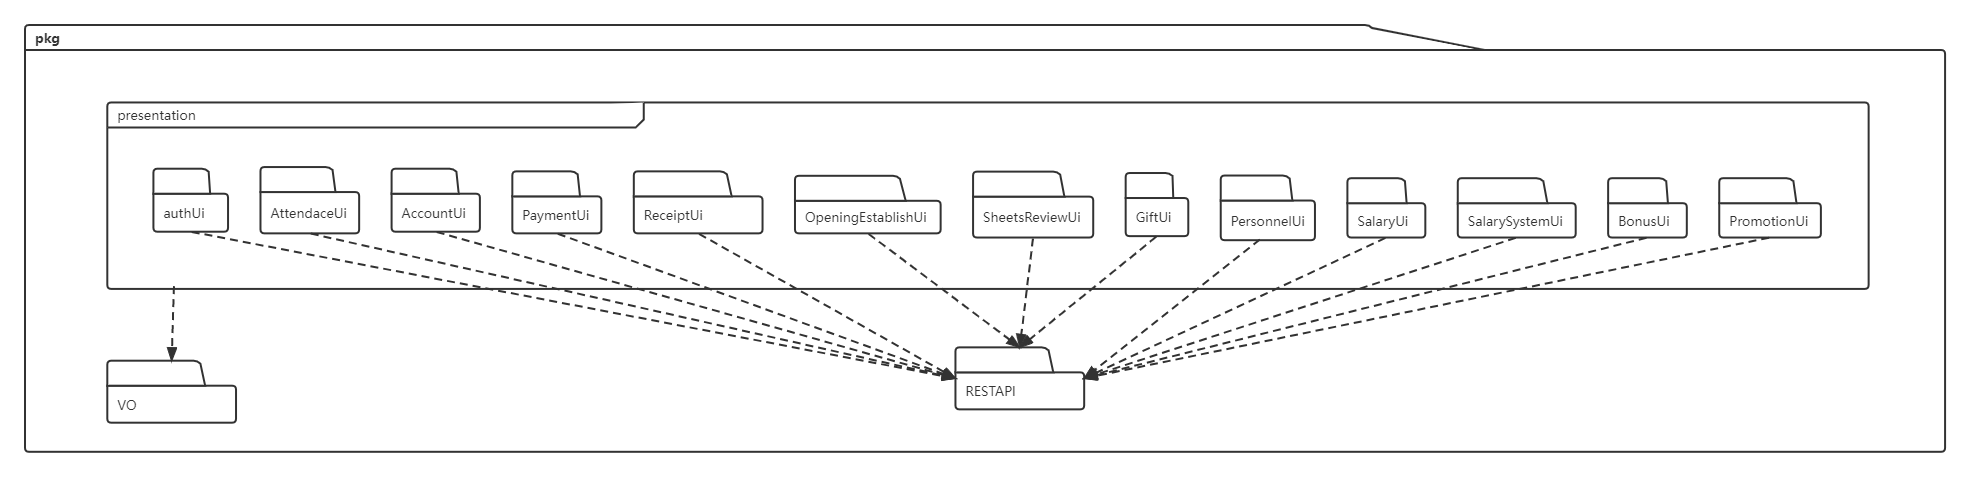 pkg
presentation
authUi
AttendaceUi
AccountUi
PaymentUi
ReceiptUi
OpeningEstablishUi
SheetsReviewUi
GiftUi
PersonnelUi
SalaryUi
SalarySystemUi
BonusUi
PromotionUi
VO
RESTAPI